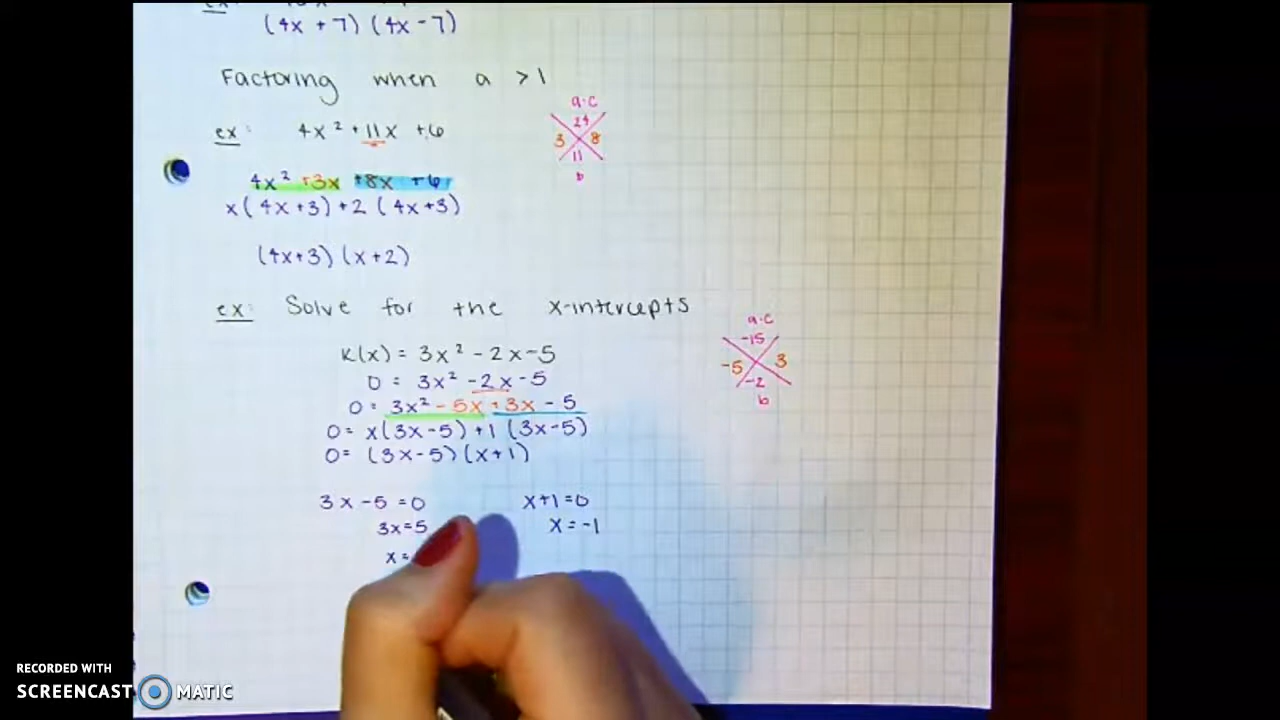 (4x + 7) (4x - 7)
Factoring when a > 1
ex: 4x² + 11x + 6
a·c
24
3 8
11
b
4x² + 3x + 8x + 6
x(4x+3) + 2 (4x+3)
(4x+3) (x+2)
ex: Solve for the x-intercepts
a·c
-15
-5 3
-2
b
K(x) = 3x² - 2x - 5
0 = 3x² - 2x - 5
0 = 3x² - 5x + 3x - 5
0 = x(3x-5) + 1 (3x-5)
0 = (3x-5) (x+1)
3x - 5 = 0 x+1 = 0
3x = 5 x = -1
x =
RECORDED WITH
SCREENCAST MATIC